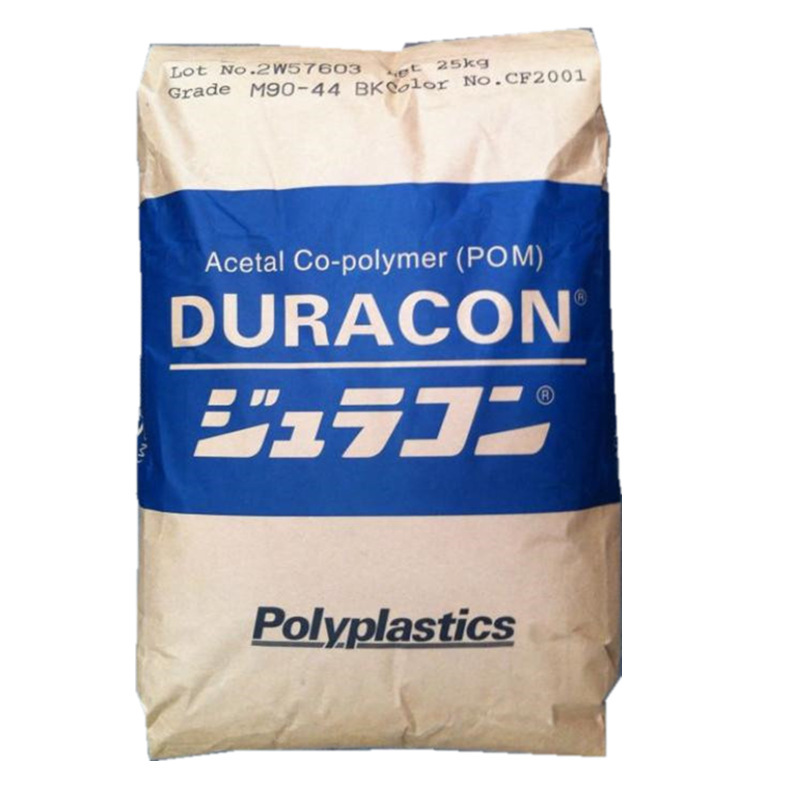 Lot No.2W57603 25kg
Grade M90-44 BK Color No.CF2001
Acetal Co-polymer (POM)
DURACON®
ジュラコン®
Polyplastics